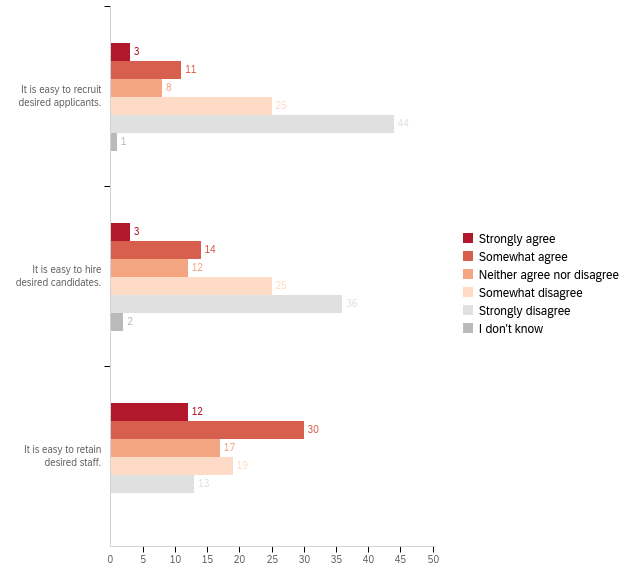 3
11
8
25
44
1
It is easy to recruit
desired applicants.
3
14
12
25
36
2
It is easy to hire
desired candidates.
12
30
17
19
13
It is easy to retain
desired staff.
0 5 10 15 20 25 30 35 40 45 50
Strongly agree
Somewhat agree
Neither agree nor disagree
Somewhat disagree
Strongly disagree
I don't know